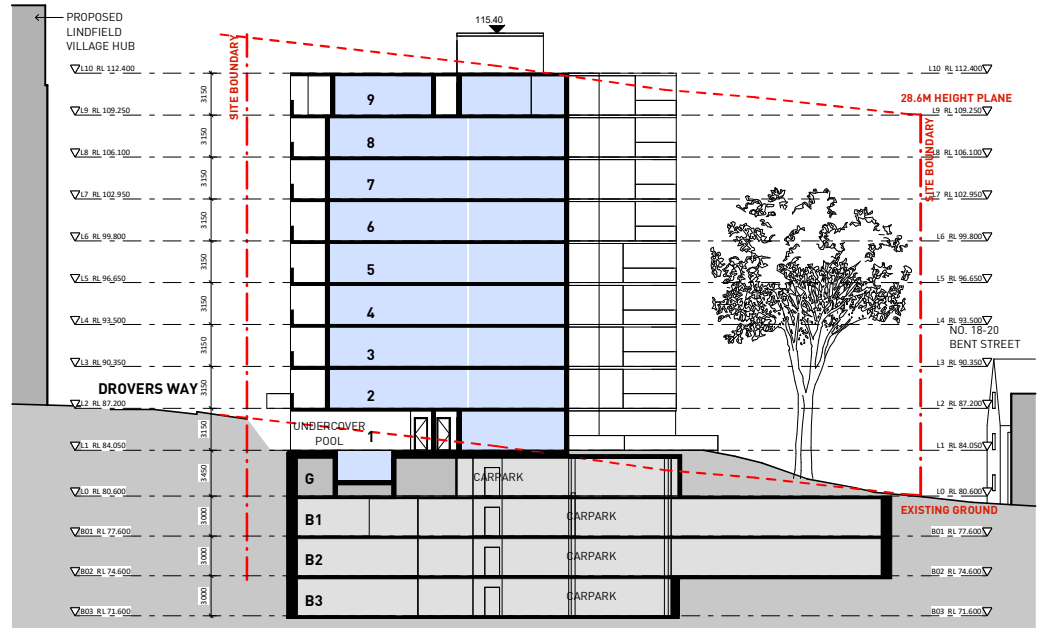 PROPOSED
LINDFIELD
VILLAGE HUB
115.40
L10 RL 112.400
L10 RL 112.400
SITE BOUNDARY
3150
9
28.6M HEIGHT PLANE
L9 RL 109.250
L9 RL 109.250
3150
8
L8 RL 106.100
L8 RL 106.100
SITE BOUNDARY
3150
7
L7 RL 102.950
L7 RL 102.950
3150
6
L6 RL 99.800
L6 RL 99.800
3150
5
L5 RL 96.650
L5 RL 96.650
3150
4
L4 RL 93,500
L4 RL 93.500
NO. 18-20
BENT STREET
3150
3
L3 RL 90,350
L3 RL 90.350
DROVERS WAY
3150
2
L2 RL 87.200
L2 RL 87.200
UNDERCOVER
POOL
3150
1
L1 RL 84.050
L1 RL 84.050
3450
G
CARPARK
L0 RL 80.600
L0 RL 80.600
EXISTING GROUND
3000
B1
CARPARK
B01 RL 77.600
B01 RL 77.600
3000
B2
CARPARK
B02 RL 74.600
B02 RL 74.600
3000
B3
CARPARK
B03 RL 71.600
B03 RL 71.600